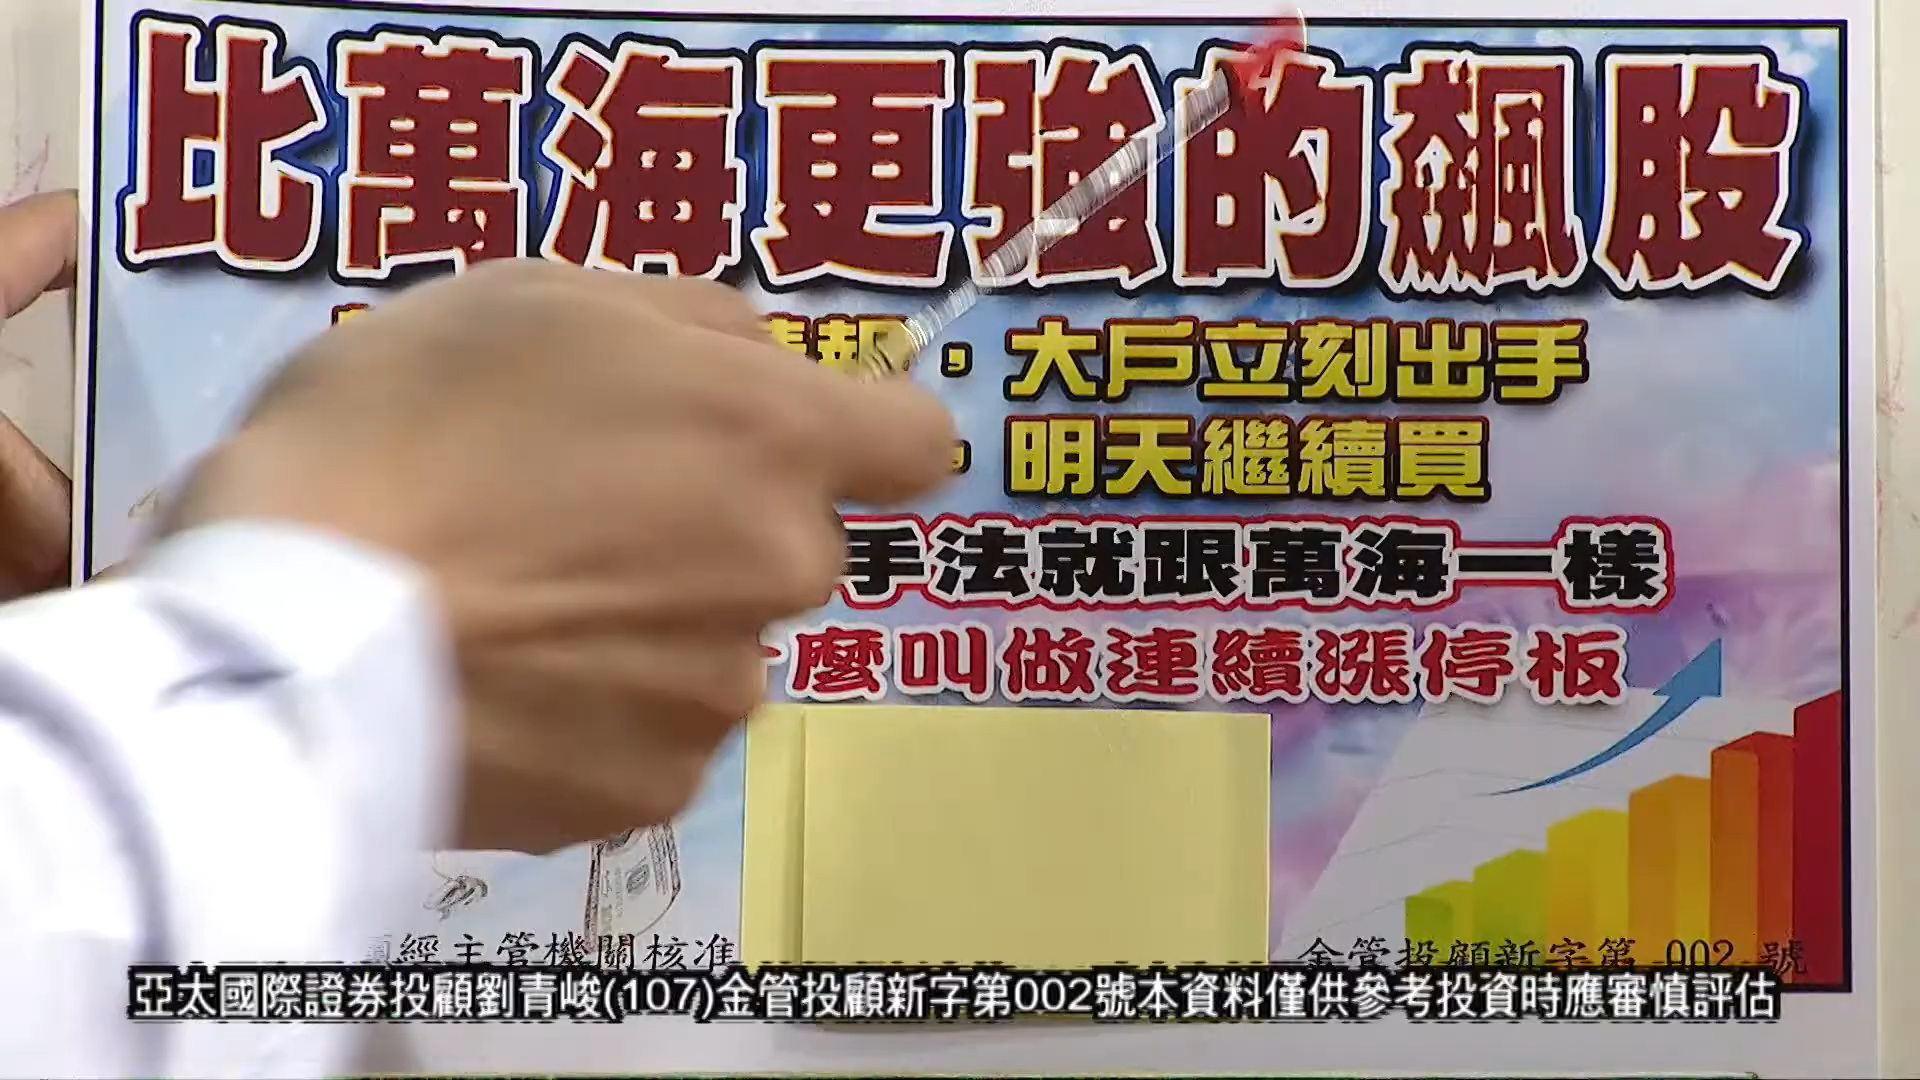 比萬海更強的飆股
情報，大戶立刻出手
，明天繼續買
手法就跟萬海一樣
麼叫做連續漲停板
經主管機關核准
金管投顧新字第 002 號
亞太國際證券投顧劉青峻(107)金管投顧新字第002號本資料僅供參考投資時應審慎評估